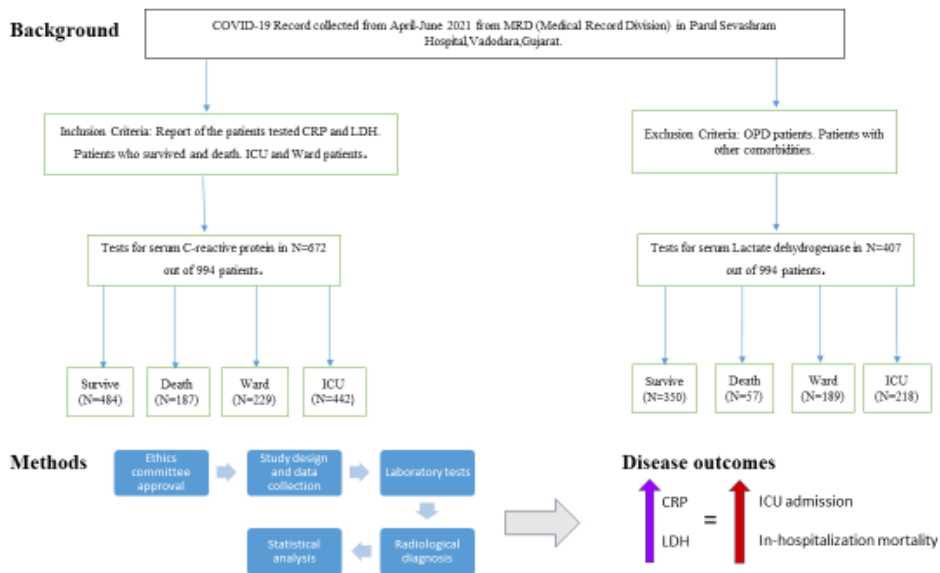 Background
COVID-19 Record collected from April-June 2021 from MRD (Medical Record Division) in Parul Sevashram
Hospital,Vadodara,Gujarat.
Inclusion Criteria: Report of the patients tested CRP and LDH.
Patients who survived and death. ICU and Ward patients.
Exclusion Criteria: OPD patients. Patients with
other comorbidities.
Tests for serum C-reactive protein in N=672
out of 994 patients.
Tests for serum Lactate dehydrogenase in N=407
out of 994 patients.
Survive
(N=484)
Death
(N=187)
Ward
(N=229)
ICU
(N=442)
Survive
(N=350)
Death
(N=57)
Ward
(N=189)
ICU
(N=218)
Methods
Ethics
committee
approval
Study design
and data
collection
Laboratory tests
Radiological
diagnosis
Statistical
analysis
Disease outcomes
CRP
LDH
=
ICU admission
In-hospitalization mortality